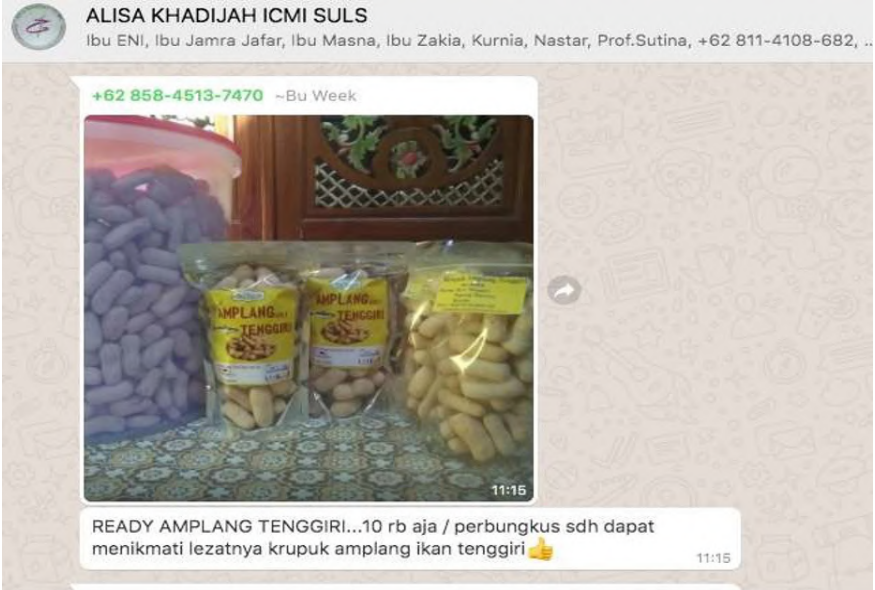 ALISA KHADIJAH ICMI SULS
Ibu ENI, Ibu Jamra Jafar, Ibu Masna, Ibu Zakia, Kurnia, Nastar, Prof.Sutina, +62 811-4108-682, ..
+62 858-4513-7470 ~Bu Week
AMPLANG
TENGGIRI
AMPLANG
TENGGIRI
11:15
READY AMPLANG TENGGIRI...10 rb aja / perbungkus sdh dapat
menikmati lezatnya krupuk amplang ikan tenggiri👍
11:15